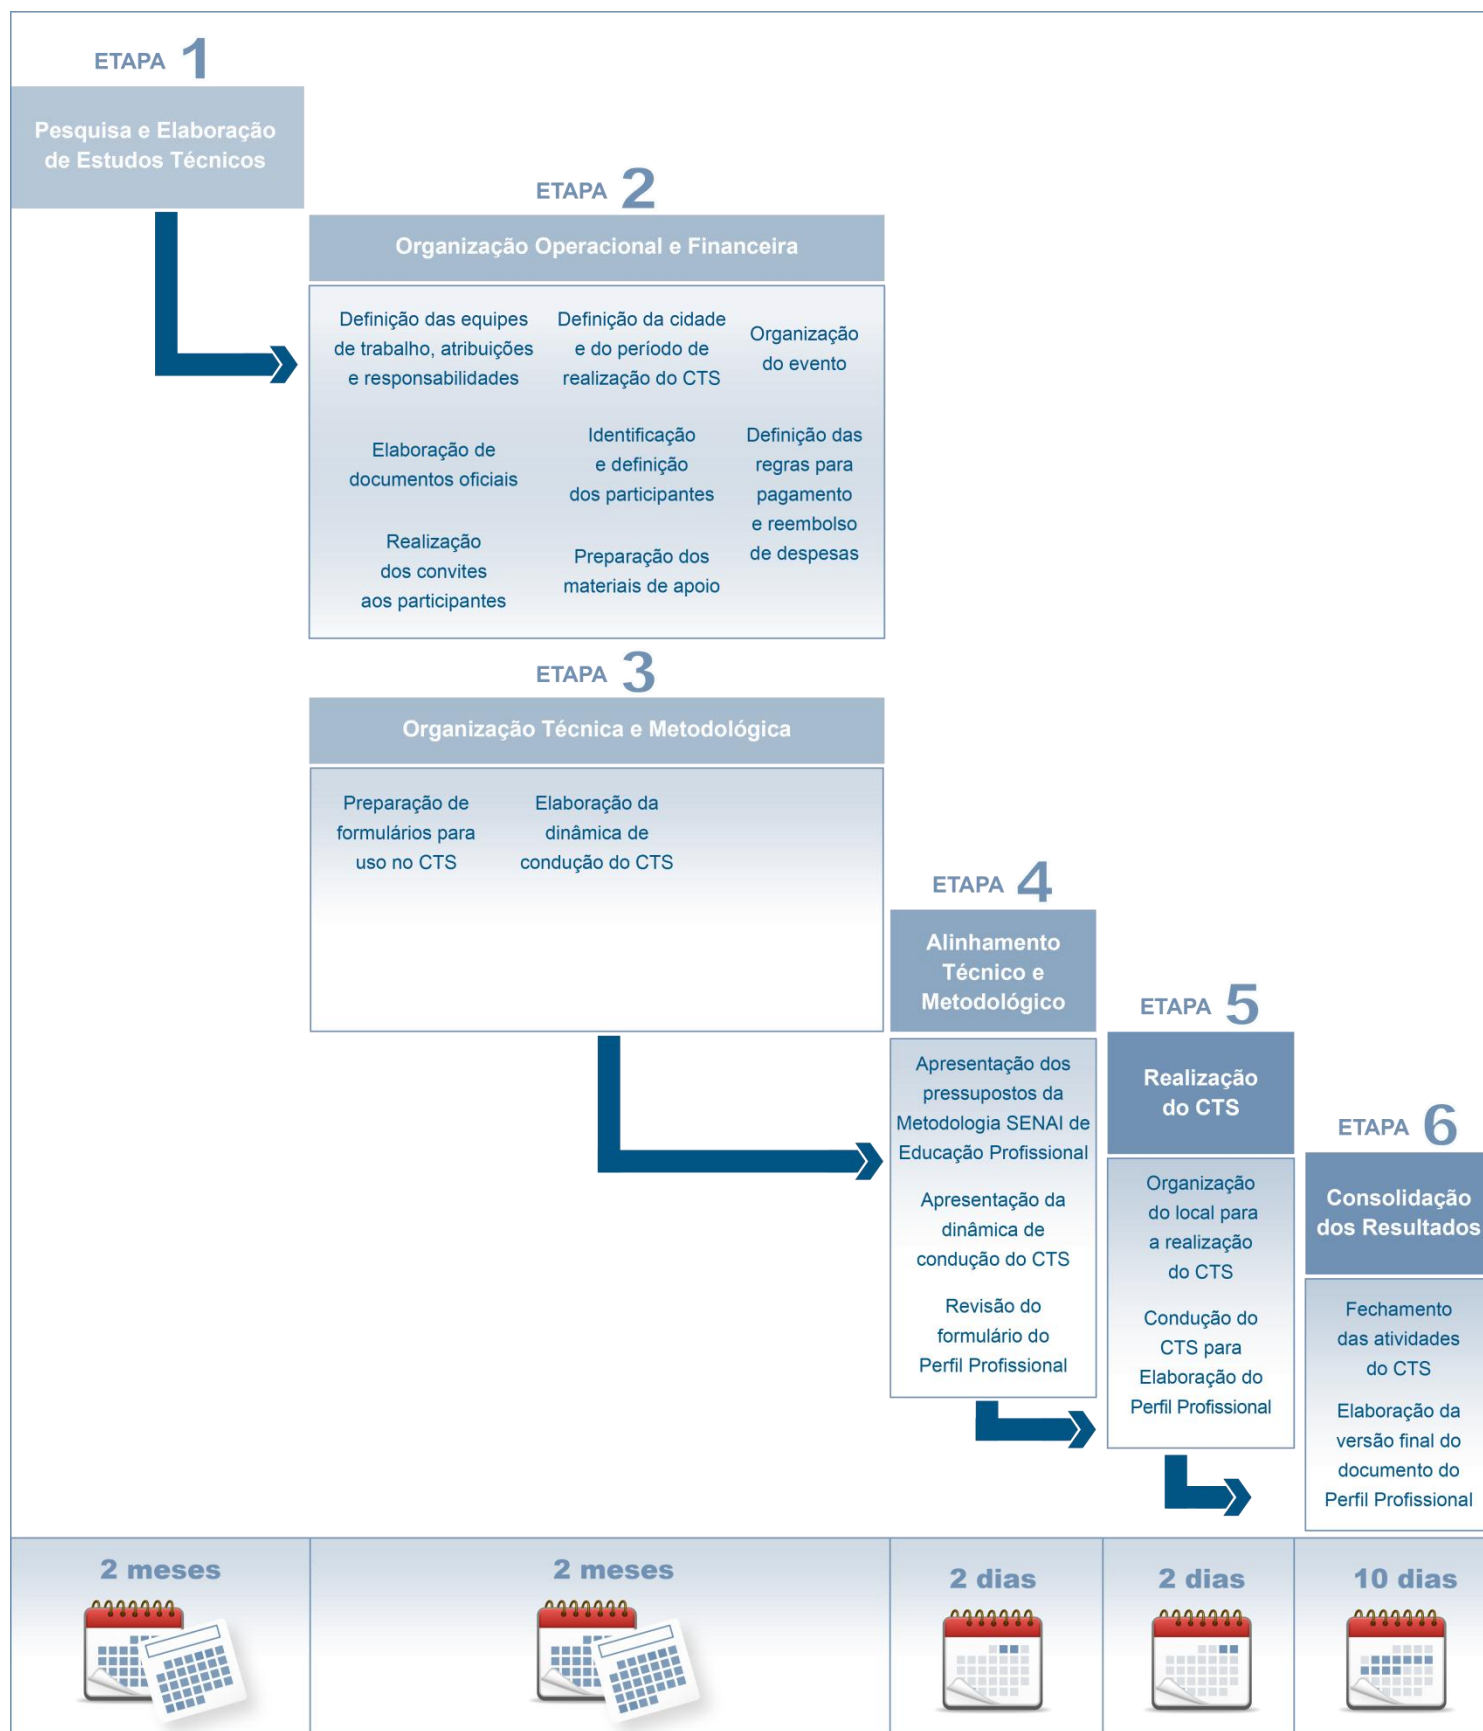 ETAPA 1
Pesquisa e Elaboração
de Estudos Técnicos
ETAPA 2
Organização Operacional e Financeira
Definição das equipes
de trabalho, atribuições
e responsabilidades
Definição da cidade
e do período de
realização do CTS
Organização
do evento
Elaboração de
documentos oficiais
Identificação
e definição
dos participantes
Definição das
regras para
pagamento
e reembolso
de despesas
Realização
dos convites
aos participantes
Preparação dos
materiais de apoio
ETAPA 3
Organização Técnica e Metodológica
Preparação de
formulários para
uso no CTS
Elaboração da
dinâmica de
condução do CTS
ETAPA 4
Alinhamento
Técnico e
Metodológico
Apresentação dos
pressupostos da
Metodologia SENAI de
Educação Profissional
Apresentação da
dinâmica de
condução do CTS
Revisão do
formulário do
Perfil Profissional
ETAPA 5
Realização
do CTS
Organização
do local para
a realização
do CTS
Condução do
CTS para
Elaboração do
Perfil Profissional
ETAPA 6
Consolidação
dos Resultados
Fechamento
das atividades
do CTS
Elaboração da
versão final do
documento do
Perfil Profissional
2 meses
2 meses
2 dias
2 dias
10 dias